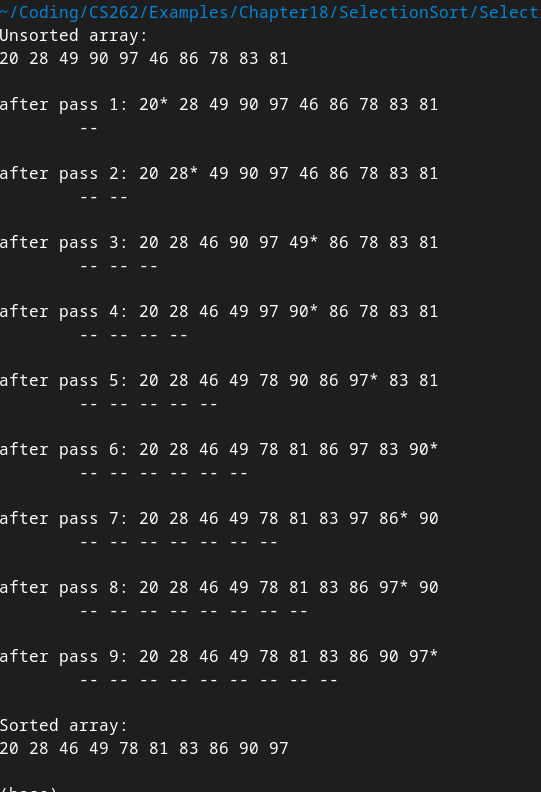 ~/Coding/CS262/Examples/Chapter18/SelectionSort/Select
Unsorted array:
20 28 49 90 97 46 86 78 83 81
after pass 1: 20* 28 49 90 97 46 86 78 83 81
--
after pass 2: 20 28* 49 90 97 46 86 78 83 81
-- --
after pass 3: 20 28 46 90 97 49* 86 78 83 81
-- -- --
after pass 4: 20 28 46 49 97 90* 86 78 83 81
-- -- -- --
after pass 5: 20 28 46 49 78 90 86 97* 83 81
-- -- -- -- --
after pass 6: 20 28 46 49 78 81 86 97 83 90*
-- -- -- -- -- --
after pass 7: 20 28 46 49 78 81 83 97 86* 90
-- -- -- -- -- -- --
after pass 8: 20 28 46 49 78 81 83 86 97* 90
-- -- -- -- -- -- -- --
after pass 9: 20 28 46 49 78 81 83 86 90 97*
-- -- -- -- -- -- -- -- --
Sorted array:
20 28 46 49 78 81 83 86 90 97